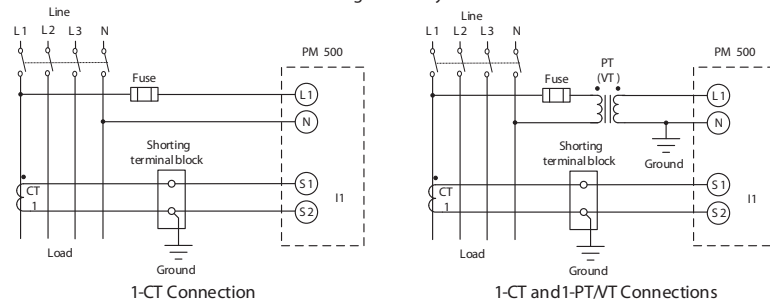 Line
L1 L2 L3 N
PM 500
Fuse
L1
N
Shorting
terminal block
CT
1
S1
S2
I1
Load
Ground
1-CT Connection
Line
L1 L2 L3 N
PT
(VT)
PM 500
Fuse
L1
N
Ground
Shorting
terminal block
CT
1
S1
S2
I1
Load
Ground
1-CT and 1-PT/VT Connections